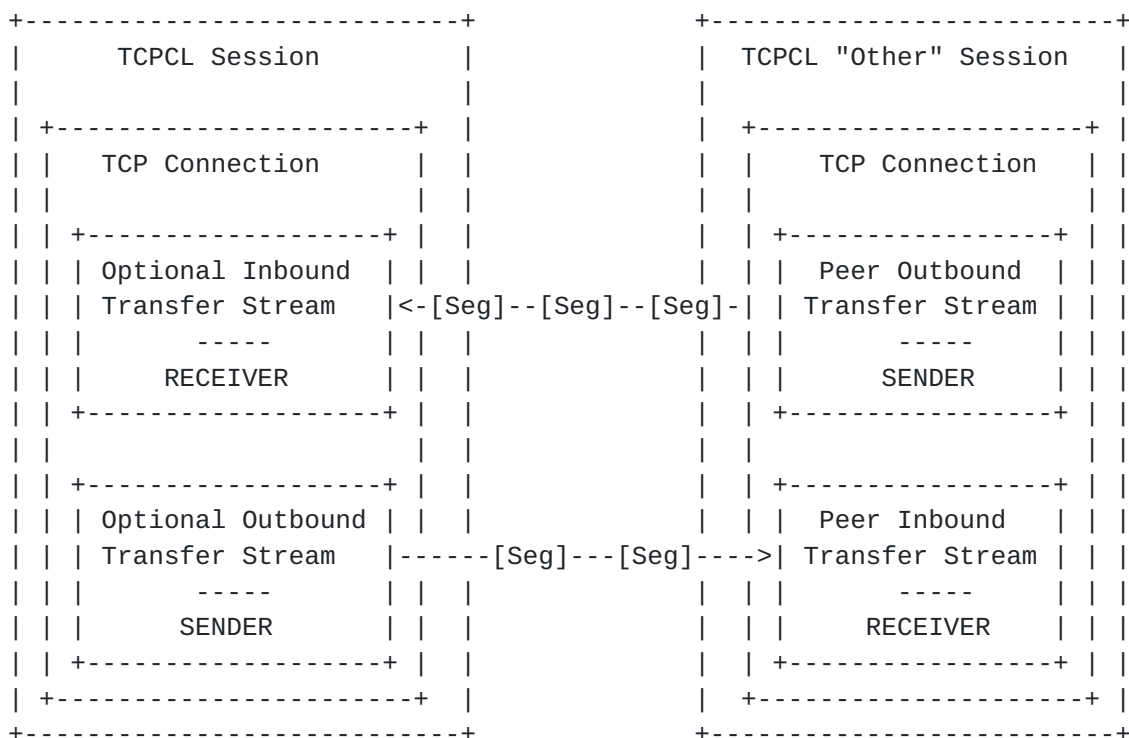 +----------------------------+              +--------------------------+
|      TCPCL Session         |              |  TCPCL "Other" Session   |
|                            |              |                          |
| +-----------------------+  |              |  +---------------------+ |
| |   TCP Connection      |  |              |  |    TCP Connection   | |
| |                       |  |              |  |                     | |
| | +-------------------+ |  |              |  | +-----------------+ | |
| | | Optional Inbound  | |  |              |  | |  Peer Outbound  | | |
| | | Transfer Stream   |<-[Seg]--[Seg]--[Seg]-| | Transfer Stream | | |
| | |       -----       | |  |              |  | |      -----      | | |
| | |     RECEIVER      | |  |              |  | |     SENDER      | | |
| | +-------------------+ |  |              |  | +-----------------+ | |
| |                       |  |              |  |                     | |
| | +-------------------+ |  |              |  | +-----------------+ | |
| | | Optional Outbound | |  |              |  | |  Peer Inbound   | | |
| | | Transfer Stream   |------[Seg]---[Seg]---->| Transfer Stream | | |
| | |       -----       | |  |              |  | |      -----      | | |
| | |      SENDER       | |  |              |  | |    RECEIVER     | | |
| | +-------------------+ |  |              |  | +-----------------+ | |
| +-----------------------+  |              |  +---------------------+ |
+----------------------------+              +--------------------------+